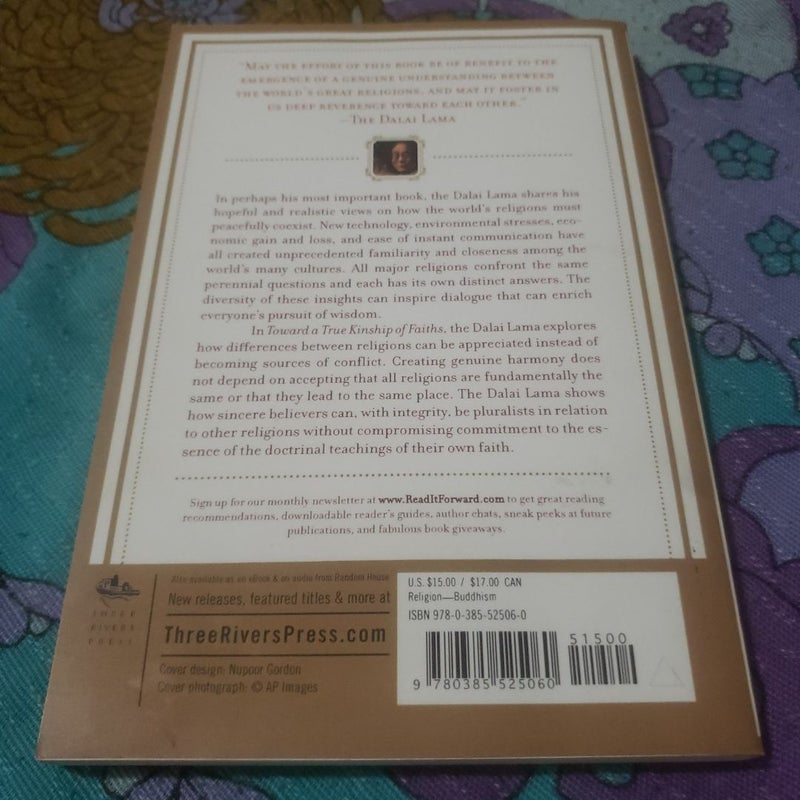 "MAY THE EFFORT OF THIS BOOK BE OF BENEFIT TO THE
EMERGENCE OF A GENUINE UNDERSTANDING BETWEEN
THE WORLD'S GREAT RELIGIONS, AND MAY IT FOSTER IN
US DEEP REVERENCE TOWARD EACH OTHER."
—THE DALAI LAMA
In perhaps his most important book, the Dalai Lama shares his
hopeful and realistic views on how the world's religions must
peacefully coexist. New technology, environmental stresses, eco-
nomic gain and loss, and ease of instant communication have
all created unprecedented familiarity and closeness among the
world's many cultures. All major religions confront the same
perennial questions and each has its own distinct answers. The
diversity of these insights can inspire dialogue that can enrich
everyone's pursuit of wisdom.
In Toward a True Kinship of Faiths, the Dalai Lama explores
how differences between religions can be appreciated instead of
becoming sources of conflict. Creating genuine harmony does
not depend on accepting that all religions are fundamentally the
same or that they lead to the same place. The Dalai Lama shows
how sincere believers can, with integrity, be pluralists in relation
to other religions without compromising commitment to the es-
sence of the doctrinal teachings of their own faith.
Sign up for our monthly newsletter at www.ReadItForward.com to get great reading
recommendations, downloadable reader's guides, author chats, sneak peeks at future
publications, and fabulous book giveaways.
THREE
RIVERS
PRESS
Also available as an eBook & on audio from Random House
New releases, featured titles & more at
ThreeRiversPress.com
Cover design: Nupoor Gordon
Cover photograph: © AP Images
U.S. $15.00 / $17.00 CAN
Religion—Buddhism
ISBN 978-0-385-52506-0
51500
9 780385 525060